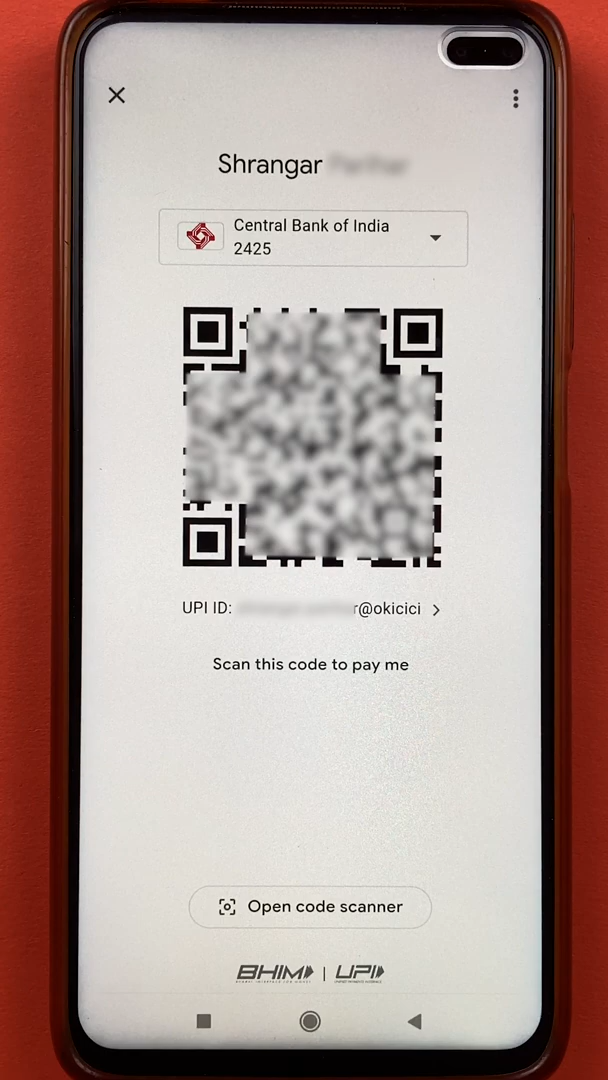 Shrangar
Central Bank of India
2425
UPI ID: r@okicici
Scan this code to pay me
Open code scanner
BHIM | UPI